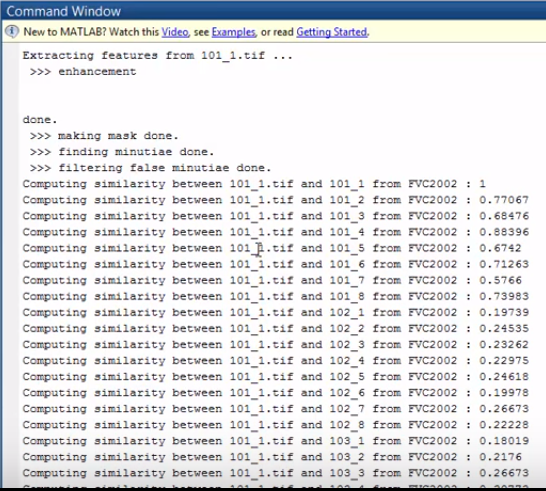 Command Window
New to MATLAB? Watch this Video, see Examples, or read Getting Started.
Extracting features from 101_1.tif ...
>>> enhancement
done.
>>> making mask done.
>>> finding minutiae done.
>>> filtering false minutiae done.
Computing similarity between 101_1.tif and 101_1 from FVC2002 : 1
Computing similarity between 101_1.tif and 101_2 from FVC2002 : 0.77067
Computing similarity between 101_1.tif and 101_3 from FVC2002 : 0.68476
Computing similarity between 101_1.tif and 101_4 from FVC2002 : 0.88396
Computing similarity between 101_1.tif and 101_5 from FVC2002 : 0.6742
Computing similarity between 101_1.tif and 101_6 from FVC2002 : 0.71263
Computing similarity between 101_1.tif and 101_7 from FVC2002 : 0.5766
Computing similarity between 101_1.tif and 101_8 from FVC2002 : 0.73983
Computing similarity between 101_1.tif and 102_1 from FVC2002 : 0.19739
Computing similarity between 101_1.tif and 102_2 from FVC2002 : 0.24535
Computing similarity between 101_1.tif and 102_3 from FVC2002 : 0.23262
Computing similarity between 101_1.tif and 102_4 from FVC2002 : 0.22975
Computing similarity between 101_1.tif and 102_5 from FVC2002 : 0.24618
Computing similarity between 101_1.tif and 102_6 from FVC2002 : 0.19978
Computing similarity between 101_1.tif and 102_7 from FVC2002 : 0.26673
Computing similarity between 101_1.tif and 102_8 from FVC2002 : 0.22228
Computing similarity between 101_1.tif and 103_1 from FVC2002 : 0.18019
Computing similarity between 101_1.tif and 103_2 from FVC2002 : 0.2176
Computing similarity between 101_1.tif and 103_3 from FVC2002 : 0.26673